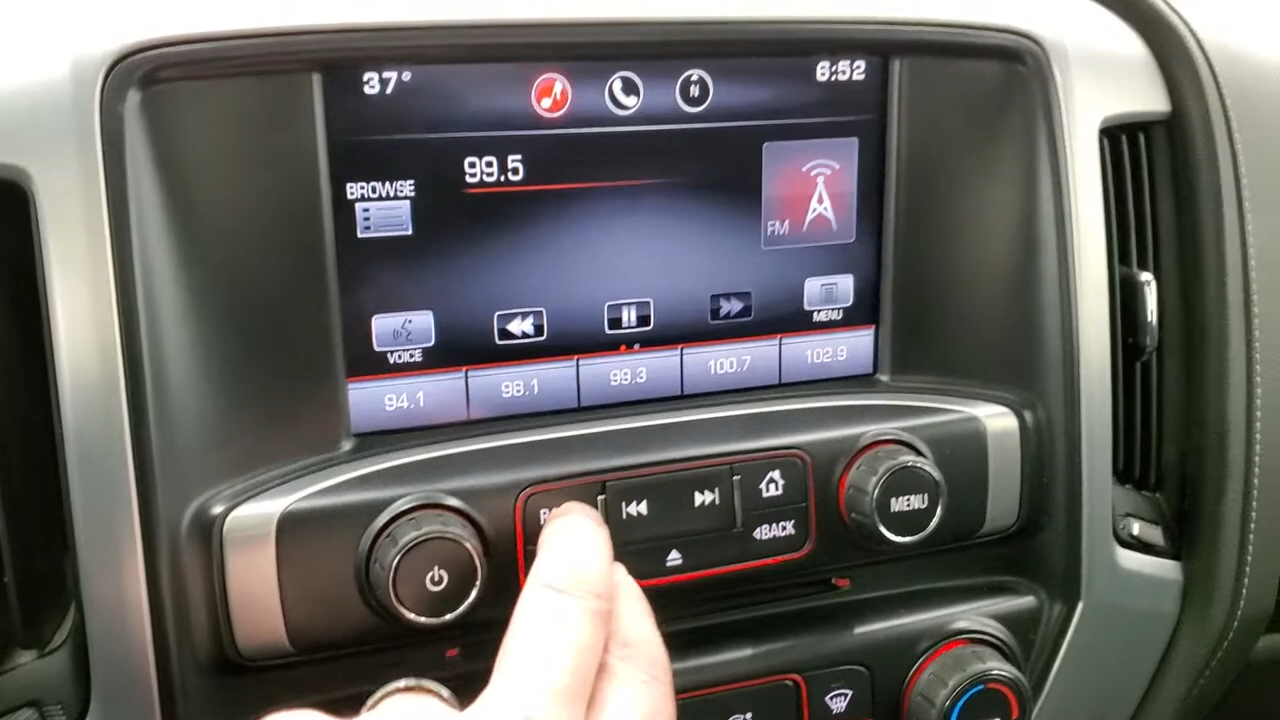 37°
6:52
N
99.5
BROWSE
FM
VOICE
MENU
94.1
98.1
99.3
100.7
102.9
MENU
BACK